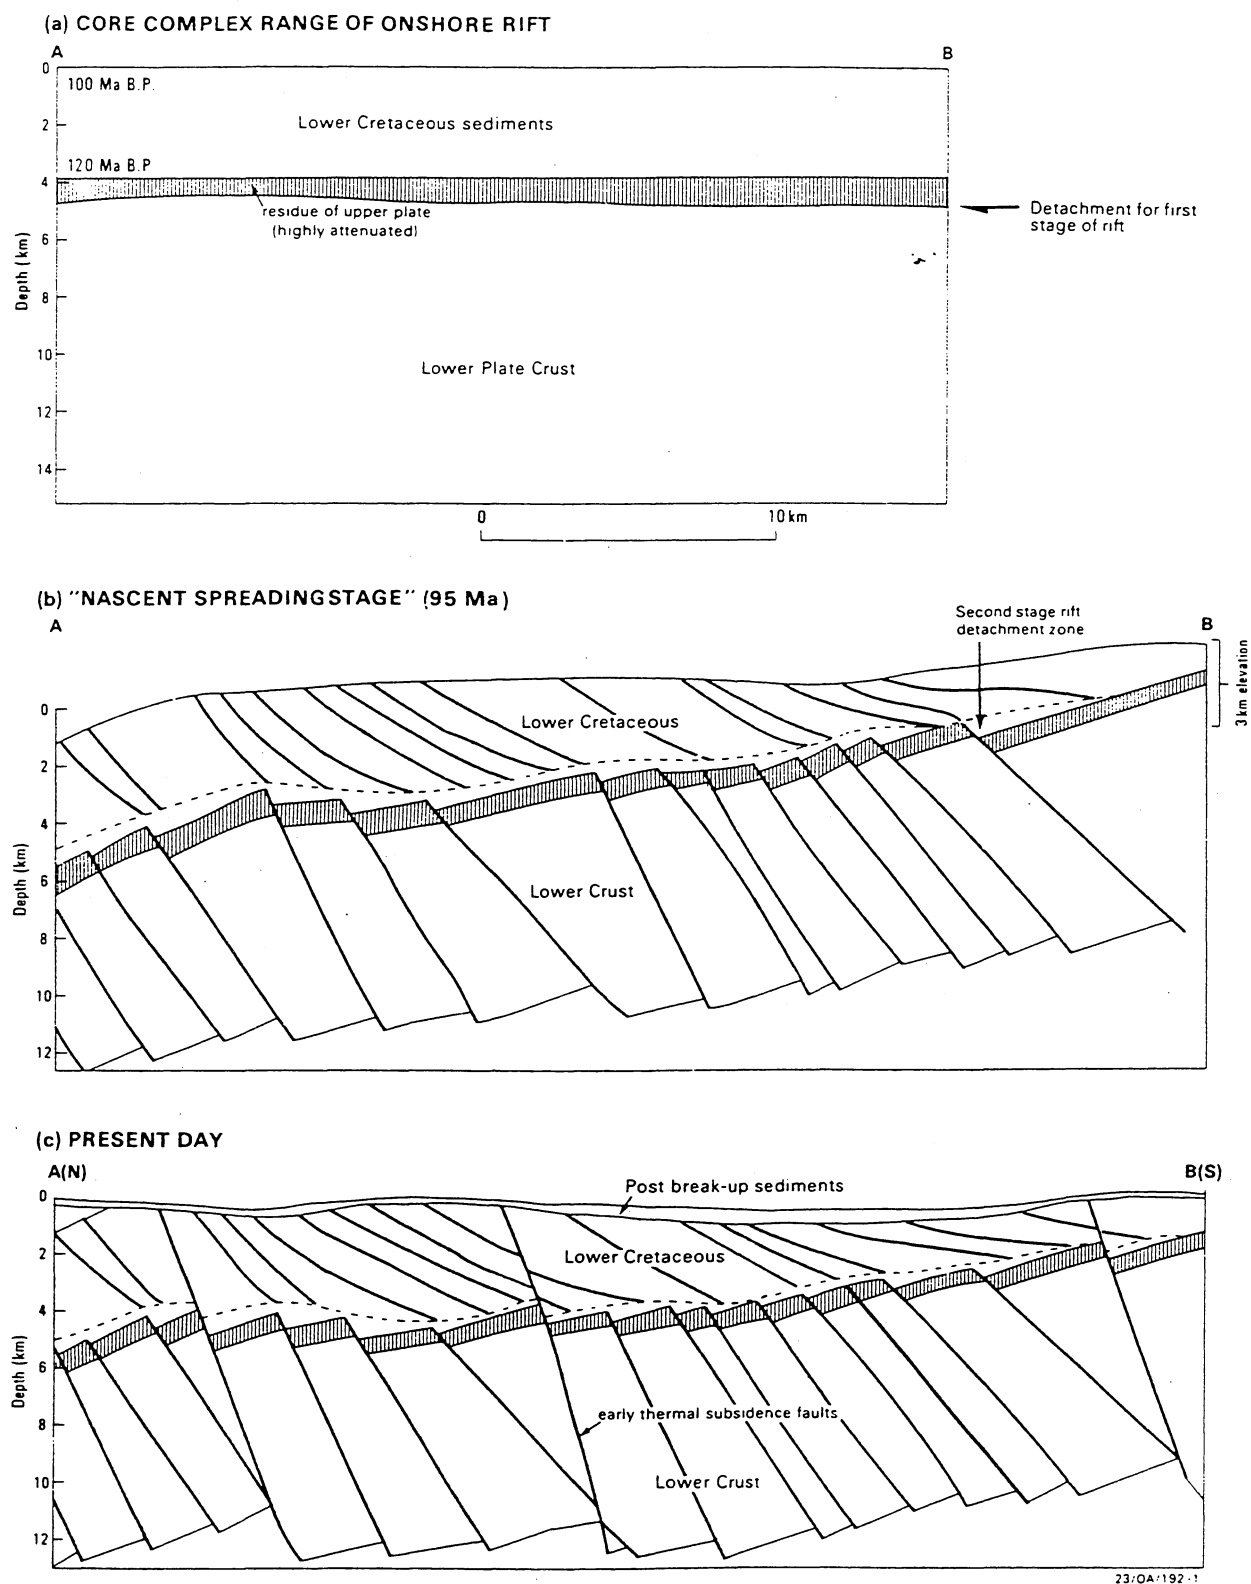 (a) CORE COMPLEX RANGE OF ONSHORE RIFT
A
B
0
100 Ma B.P.
2
Lower Cretaceous sediments
120 Ma B.P
4
residue of upper plate
(highly attenuated)
Detachment for first
stage of rift
6
Depth (km)
8
10
Lower Plate Crust
12
14
0
10 km
(b) "NASCENT SPREADING STAGE" (95 Ma)
A
Second stage rift
detachment zone
B
3 km elevation
0
Lower Cretaceous
2
4
6
Depth (km)
Lower Crust
8
10
12
(c) PRESENT DAY
A(N)
B(S)
0
Post break-up sediments
2
Lower Cretaceous
4
6
Depth (km)
8
early thermal subsidence faults
10
Lower Crust
12
23/OA/192-1